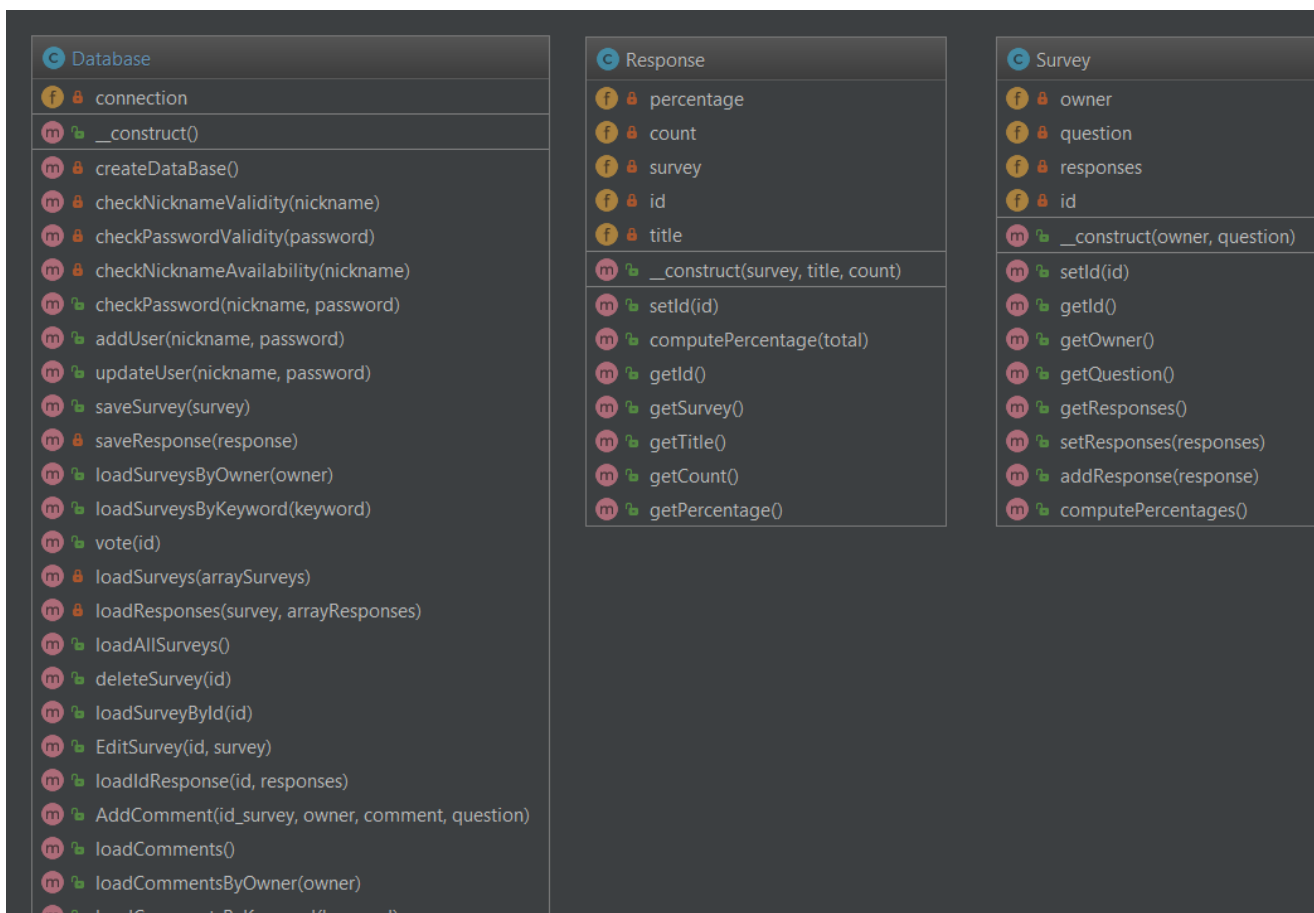 Database
connection
__construct()
createDataBase()
checkNicknameValidity(nickname)
checkPasswordValidity(password)
checkNicknameAvailability(nickname)
checkPassword(nickname, password)
addUser(nickname, password)
updateUser(nickname, password)
saveSurvey(survey)
saveResponse(response)
loadSurveysByOwner(owner)
loadSurveysByKeyword(keyword)
vote(id)
loadSurveys(arraySurveys)
loadResponses(survey, arrayResponses)
loadAllSurveys()
deleteSurvey(id)
loadSurveyById(id)
EditSurvey(id, survey)
loadIdResponse(id, responses)
AddComment(id_survey, owner, comment, question)
loadComments()
loadCommentsByOwner(owner)
Response
percentage
count
survey
id
title
__construct(survey, title, count)
setId(id)
computePercentage(total)
getId()
getSurvey()
getTitle()
getCount()
getPercentage()
Survey
owner
question
responses
id
__construct(owner, question)
setId(id)
getId()
getOwner()
getQuestion()
getResponses()
setResponses(responses)
addResponse(response)
computePercentages()